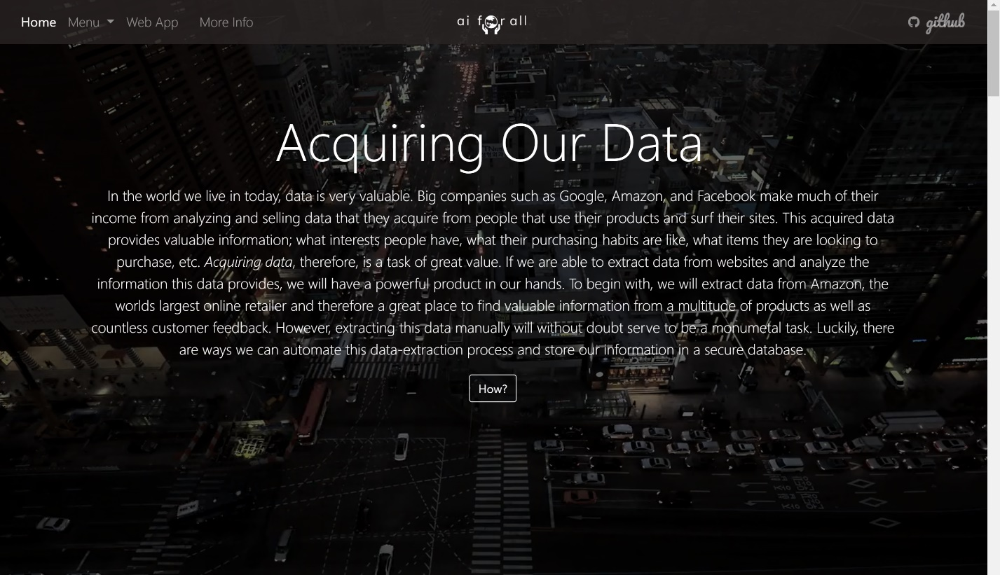 Home Menu Web App More Info
ai for all
github
Acquiring Our Data
In the world we live in today, data is very valuable. Big companies such as Google, Amazon, and Facebook make much of their
income from analyzing and selling data that they acquire from people that use their products and surf their sites. This acquired data
provides valuable information; what interests people have, what their purchasing habits are like, what items they are looking to
purchase, etc. Acquiring data, therefore, is a task of great value. If we are able to extract data from websites and analyze the
information this data provides, we will have a powerful product in our hands. To begin with, we will extract data from Amazon, the
worlds largest online retailer and therefore a great place to find valuable information from a multitude of products as well as
countless customer feedback. However, extracting this data manually will without doubt serve to be a monumetal task. Luckily, there
are ways we can automate this data-extraction process and store our information in a secure database.
How?